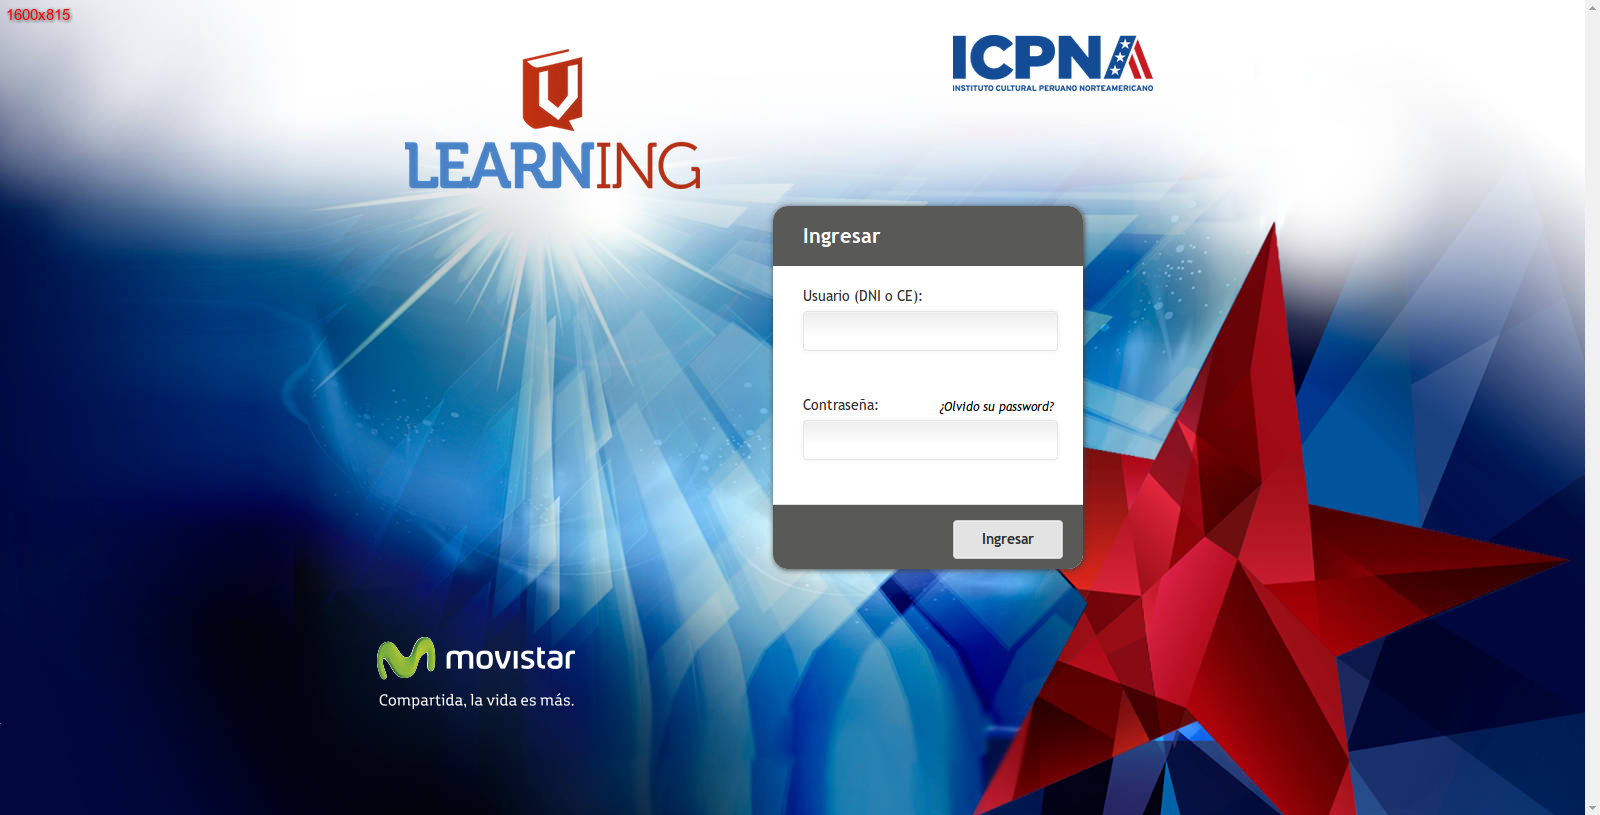 1600x815
ICPNA
INSTITUTO CULTURAL PERUANO NORTEAMERICANO
V
LEARNING
Ingresar
Usuario (DNI o CE):
Contraseña:
¿Olvido su password?
Ingresar
movistar
Compartida, la vida es más.